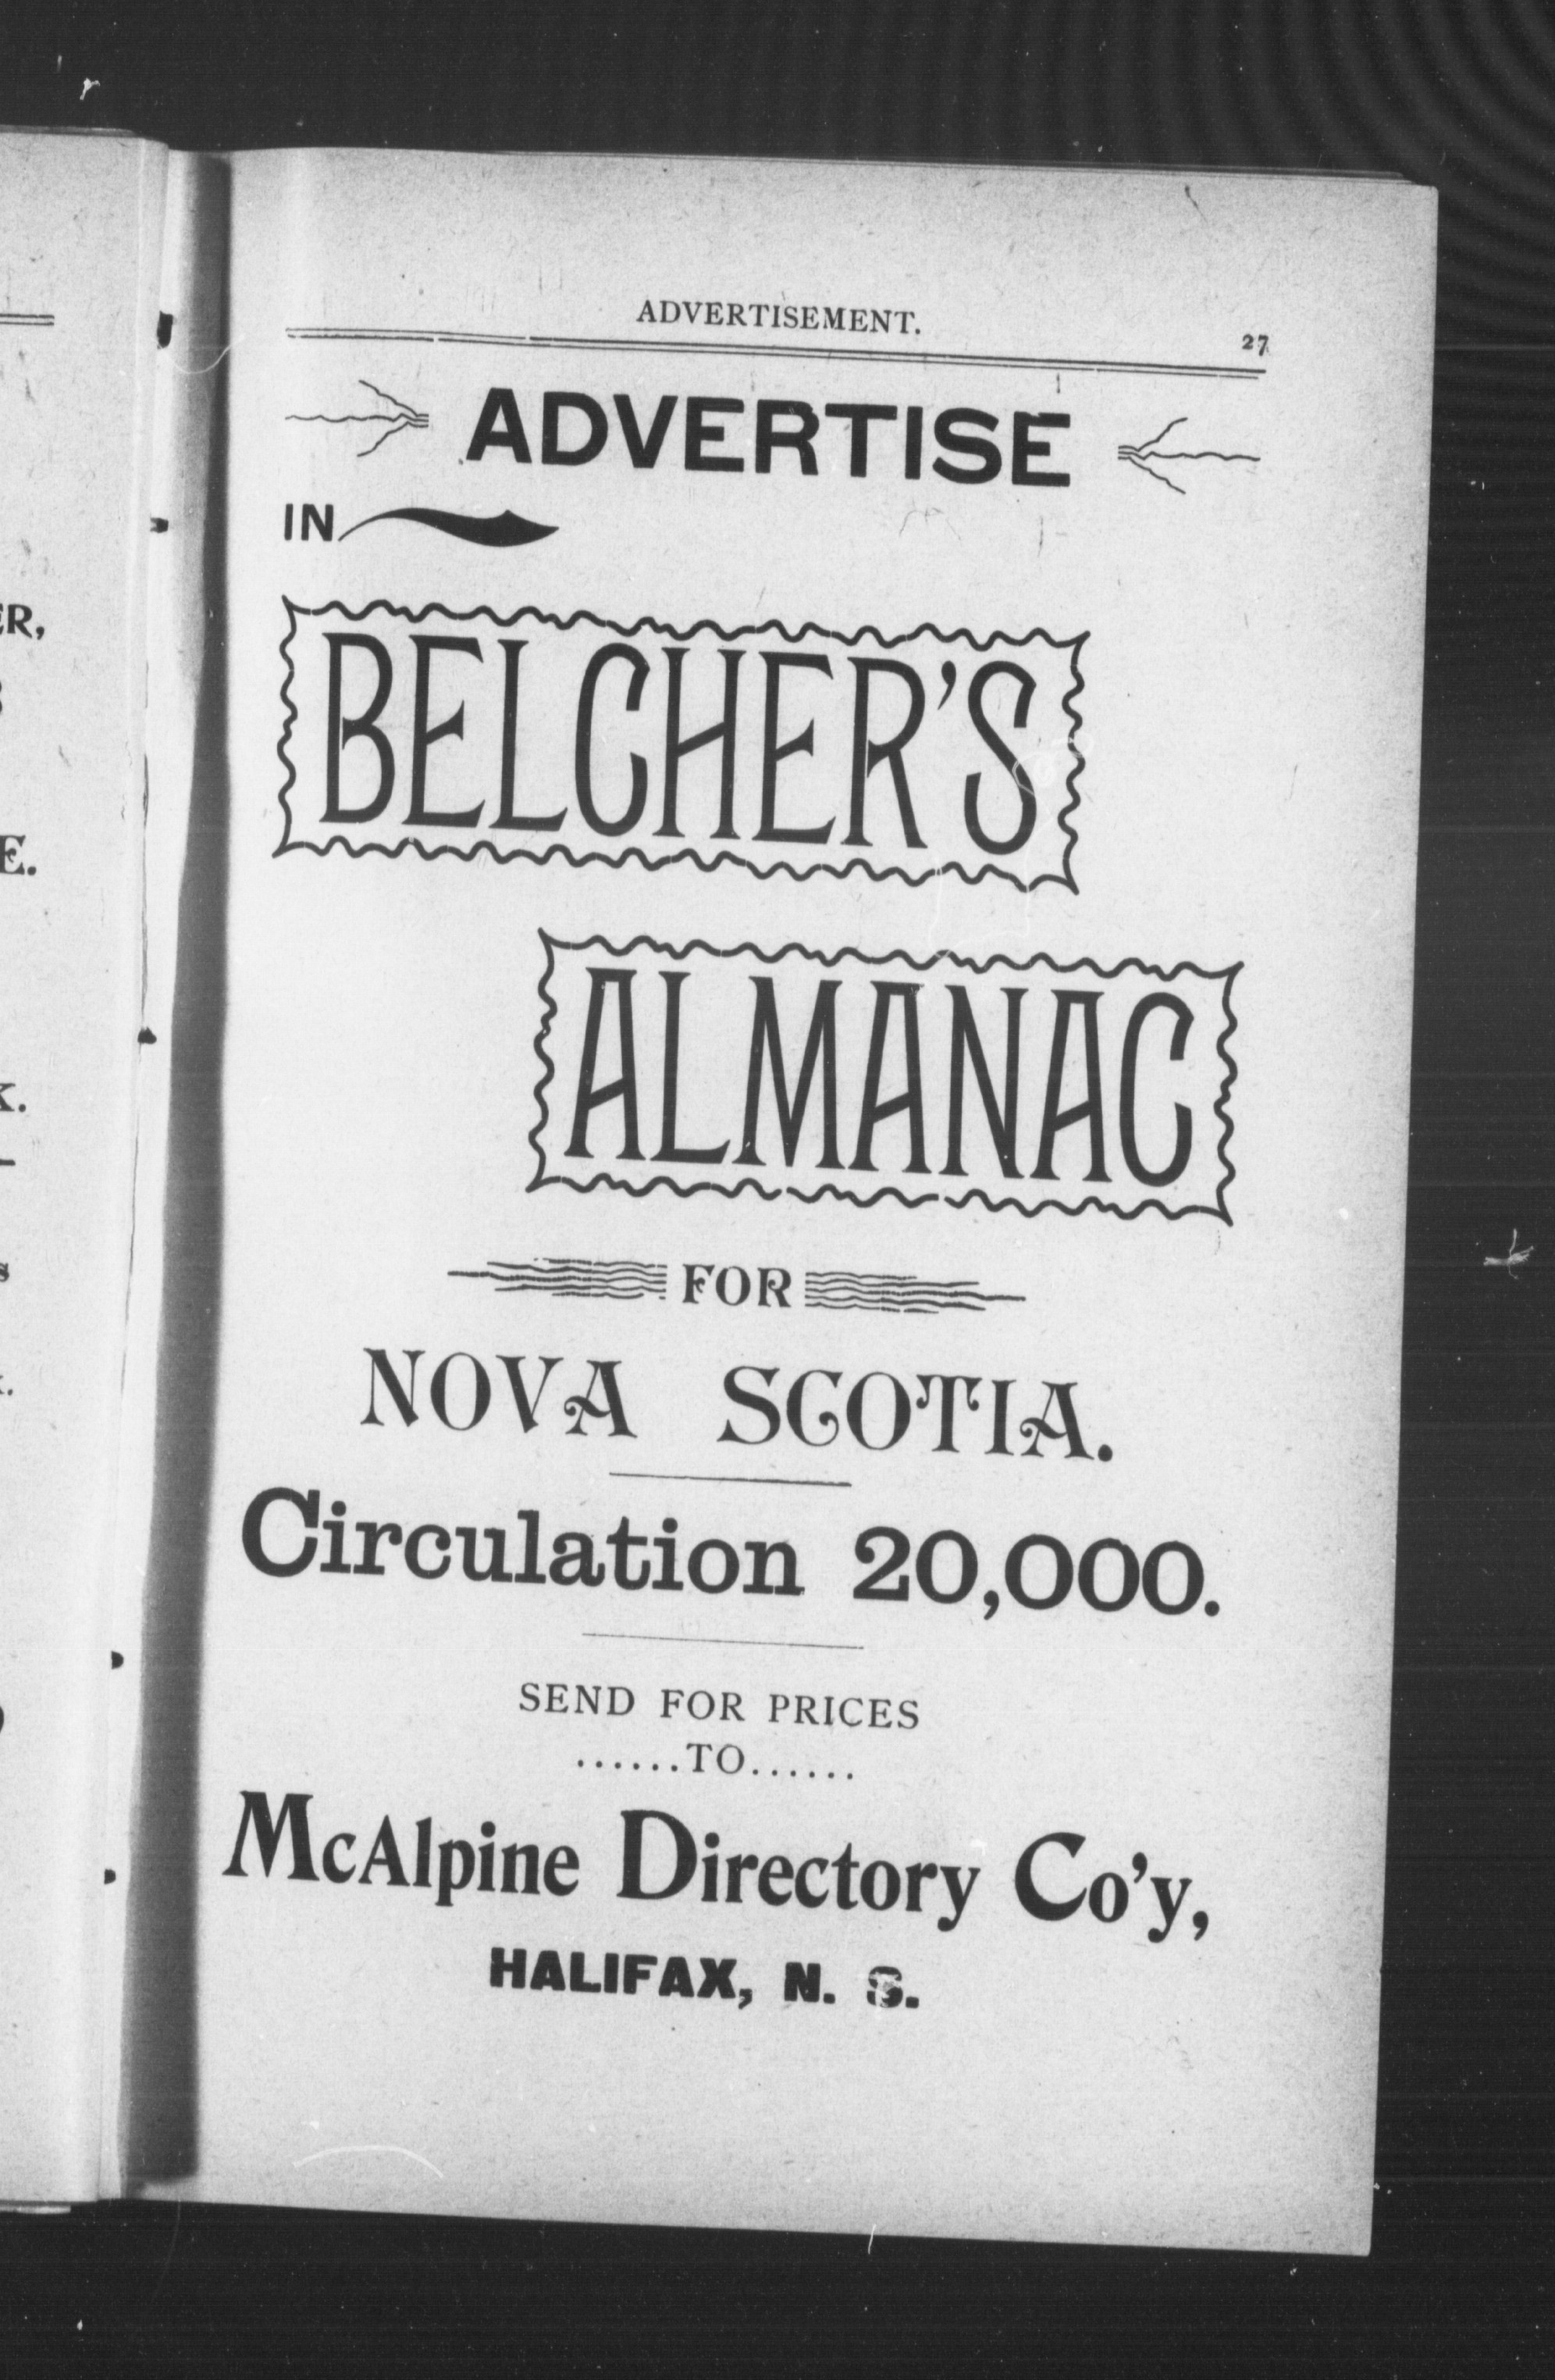 ADVERTISEMENT.
27
ADVERTISE
IN
BELCHER'S
ALMANAC
FOR
NOVA SCOTIA.
Circulation 20,000.
SEND FOR PRICES
......TO......
McAlpine Directory Co'y,
HALIFAX, N. S.